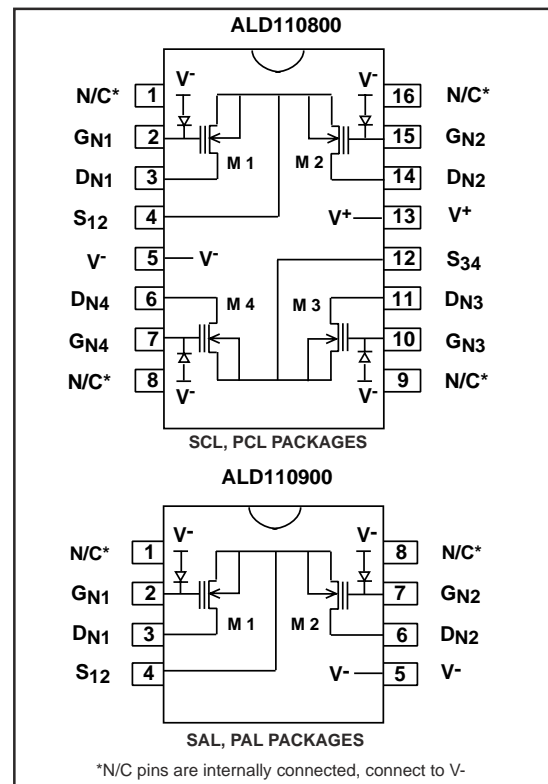 ALD110800
V- V-
N/C* 1 16 N/C*
GN1 2 15 GN2
M 1 M 2
DN1 3 14 DN2
S12 4 V+ 13 V+
V- 5 V- 12 S34
DN4 6 M 4 M 3 11 DN3
GN4 7 10 GN3
N/C* 8 V- V- 9 N/C*
SCL, PCL PACKAGES
ALD110900
V- V-
N/C* 1 8 N/C*
GN1 2 7 GN2
DN1 3 M 1 M 2 6 DN2
S12 4 V- 5 V-
SAL, PAL PACKAGES
*N/C pins are internally connected, connect to V-